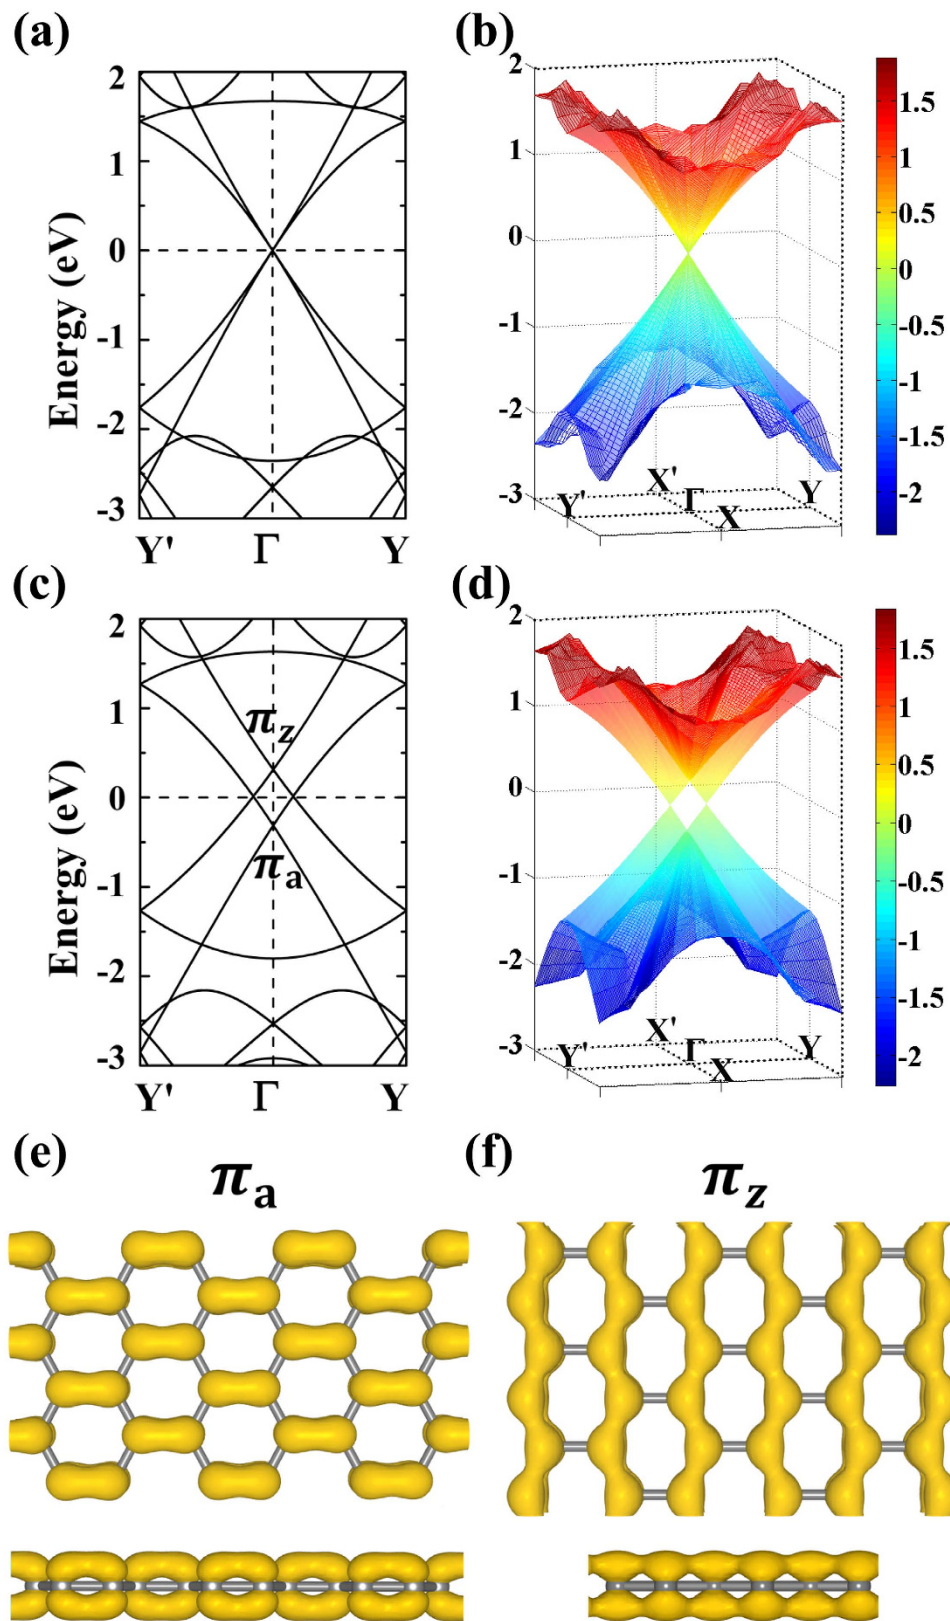 (a)
2
1
0
-1
-2
-3
Energy (eV)
Y' Γ Y
(b)
2
1
0
-1
-2
-3
Y' X' Γ X Y
1.5
1
0.5
0
-0.5
-1
-1.5
-2
(c)
2
1
0
-1
-2
-3
Energy (eV)
πz
πa
Y' Γ Y
(d)
2
1
0
-1
-2
-3
Y' X' Γ X Y
1.5
1
0.5
0
-0.5
-1
-1.5
-2
(e)
πa
(f)
πz